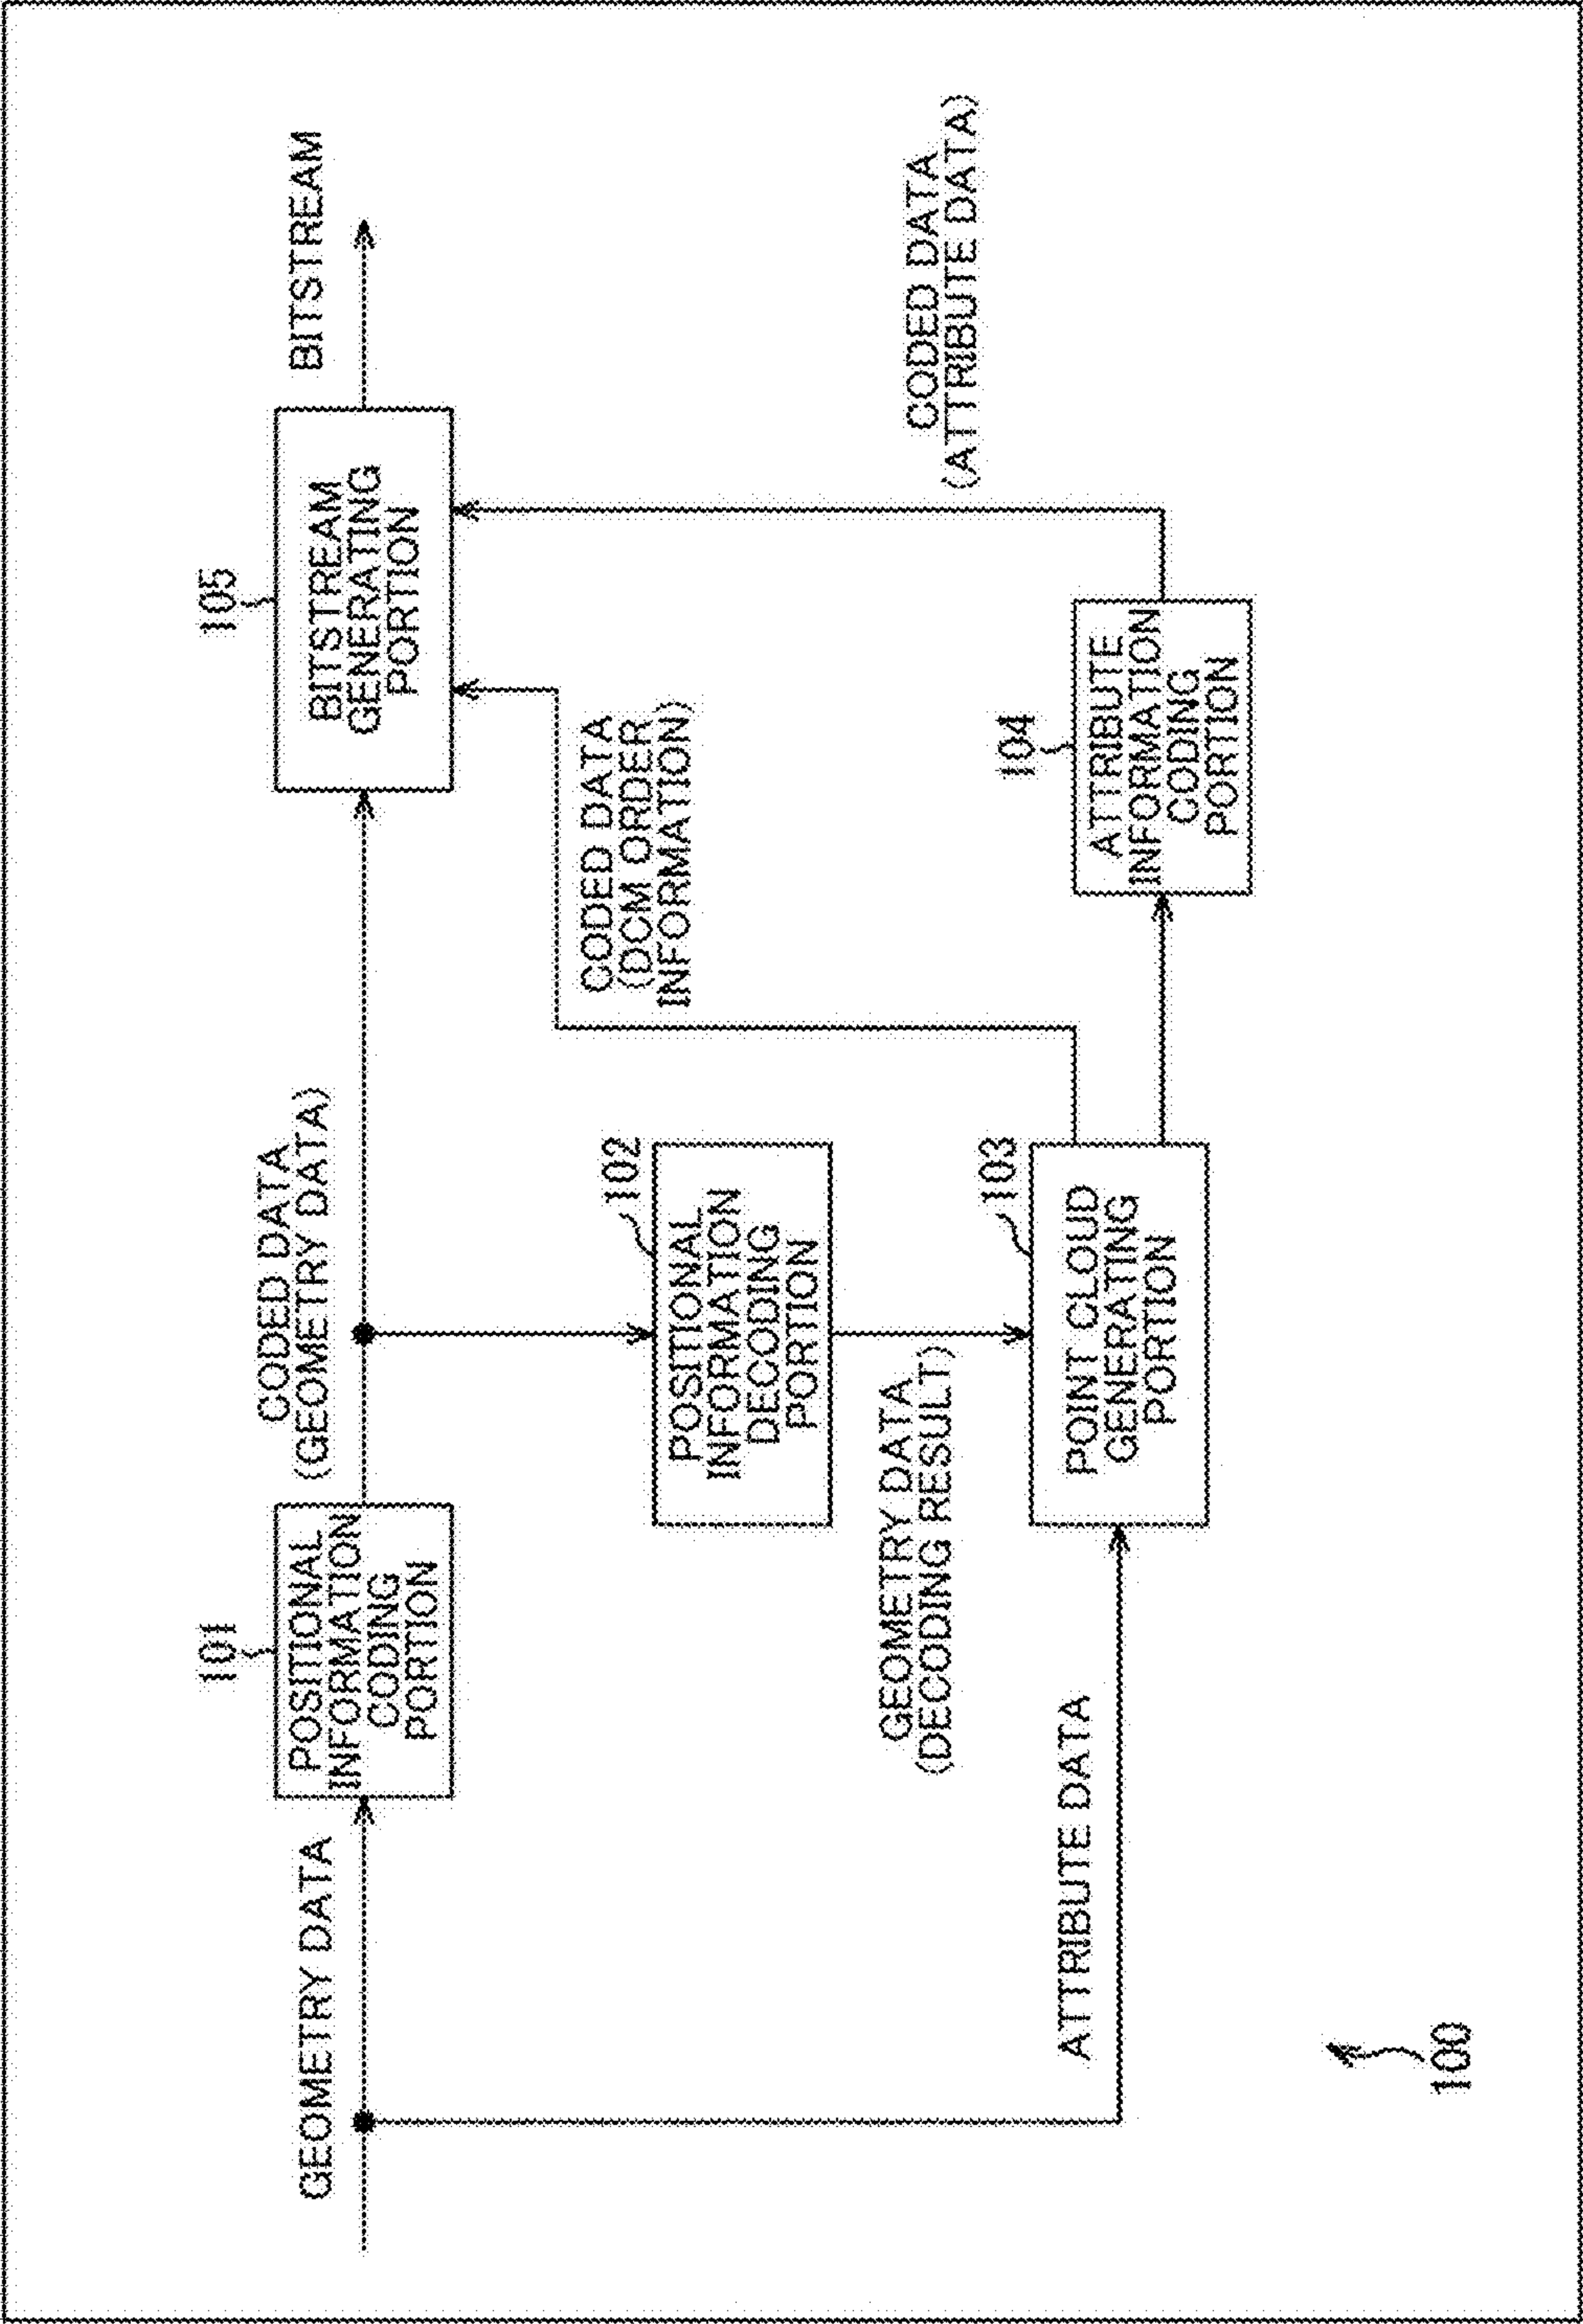 GEOMETRY DATA
101
POSITIONAL
INFORMATION
CODING
PORTION
CODED DATA
(GEOMETRY DATA)
105
BITSTREAM
GENERATING
PORTION
BITSTREAM
102
POSITIONAL
INFORMATION
DECODING
PORTION
CODED DATA
(DCM ORDER
INFORMATION)
GEOMETRY DATA
(DECODING RESULT)
CODED DATA
(ATTRIBUTE DATA)
ATTRIBUTE DATA
103
POINT CLOUD
GENERATING
PORTION
104
ATTRIBUTE
INFORMATION
CODING
PORTION
100